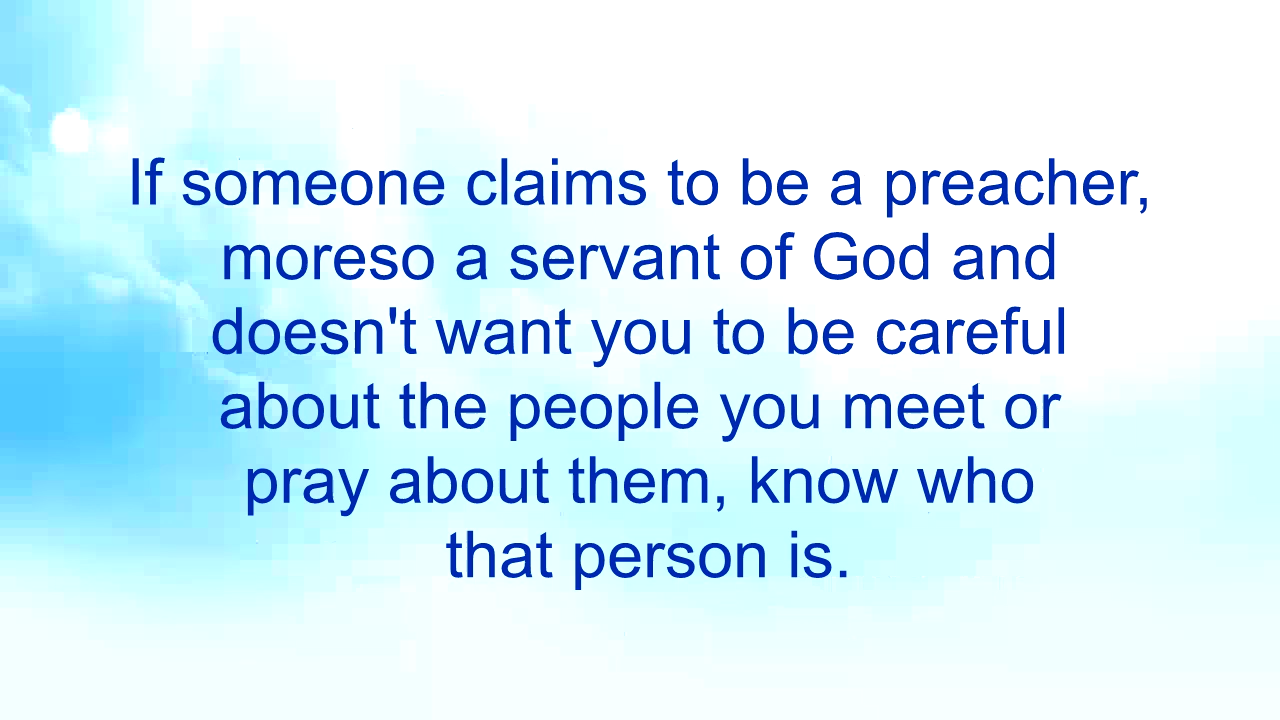 If someone claims to be a preacher,
moreso a servant of God and
doesn't want you to be careful
about the people you meet or
pray about them, know who
that person is.